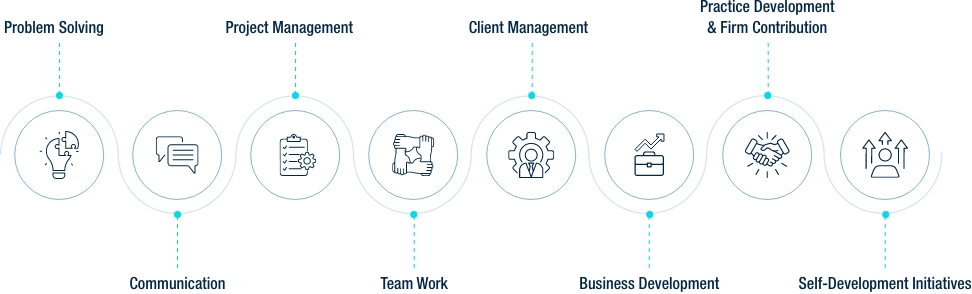 Problem Solving
Communication
Project Management
Team Work
Client Management
Business Development
Practice Development
& Firm Contribution
Self-Development Initiatives